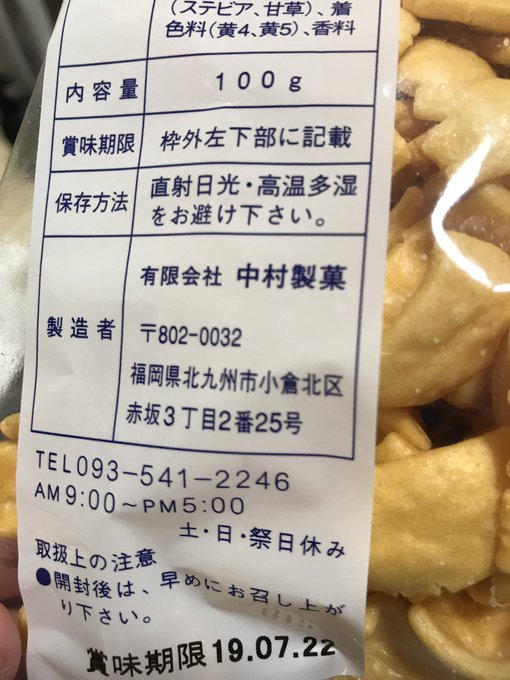 (ステビア、甘草)、着
色料(黄4、黄5)、香料
内容量 100g
賞味期限 枠外左下部に記載
保存方法 直射日光・高温多湿
をお避け下さい。
製造者 有限会社 中村製菓
〒802-0032
福岡県北九州市小倉北区
赤坂3丁目2番25号
TEL093-541-2246
AM9:00～PM5:00
土・日・祭日休み
取扱上の注意
●開封後は、早めにお召し上が
り下さい。
賞味期限19.07.22